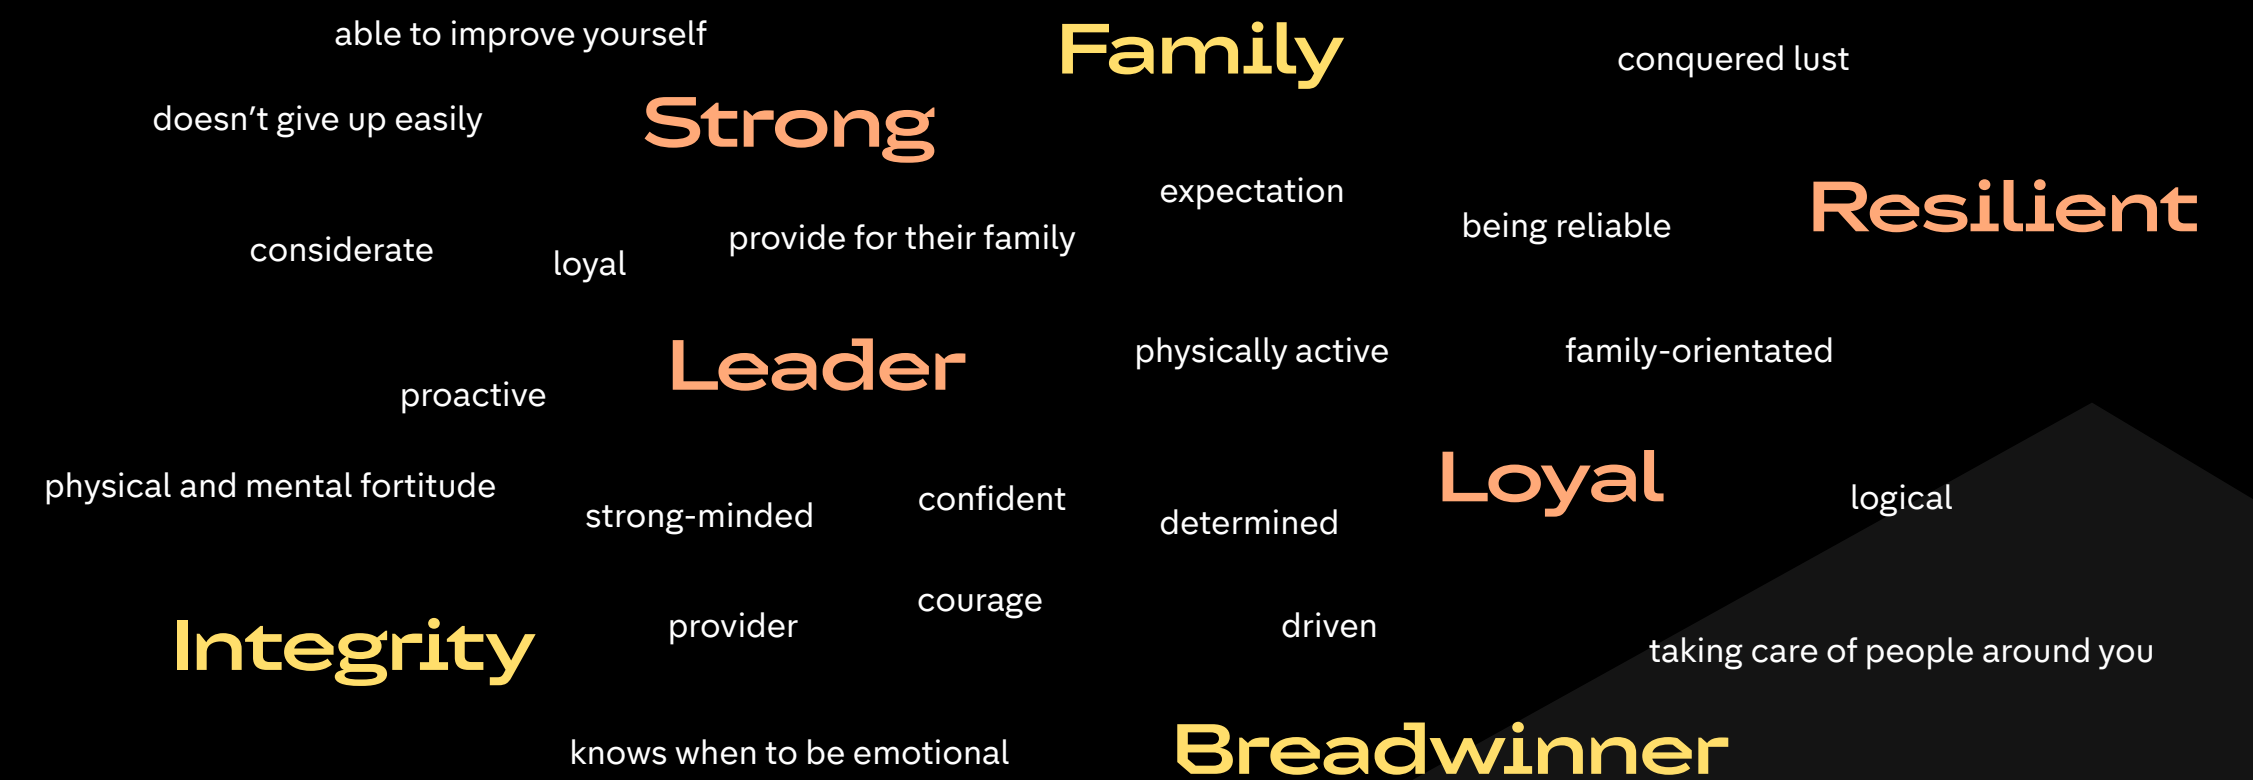 able to improve yourself
Family
conquered lust
doesn’t give up easily
Strong
expectation
Resilient
being reliable
provide for their family
considerate
loyal
Leader
physically active
family-orientated
proactive
Loyal
physical and mental fortitude
strong-minded
confident
determined
logical
courage
Integrity
provider
driven
taking care of people around you
knows when to be emotional
Breadwinner